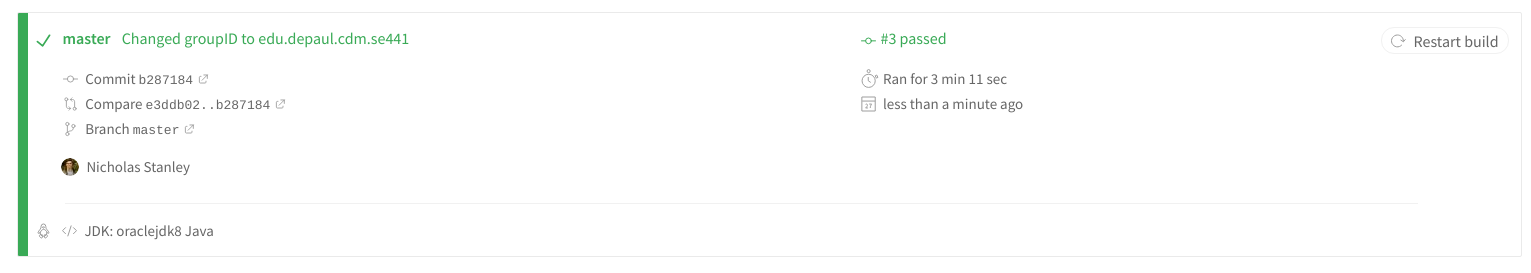 master Changed groupID to edu.depaul.cdm.se441
#3 passed
Restart build
Commit b287184
Ran for 3 min 11 sec
Compare e3ddb02..b287184
27
less than a minute ago
Branch master
Nicholas Stanley
</> JDK: oraclejdk8 Java